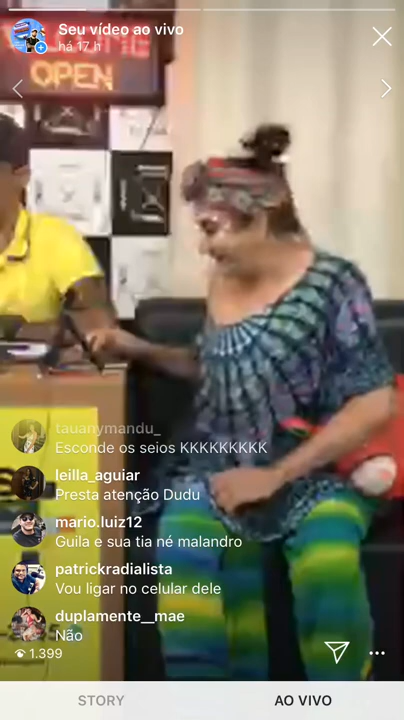 Seu vídeo ao vivo
há 17 h
OPEN
tauanymandu_
Esconde os seios KKKKKKKKK
leilla_aguiar
Presta atenção Dudu
mario.luiz12
Guila e sua tia né malandro
patrickradialista
Vou ligar no celular dele
duplamente__mae
Não
1.399
STORY
AO VIVO